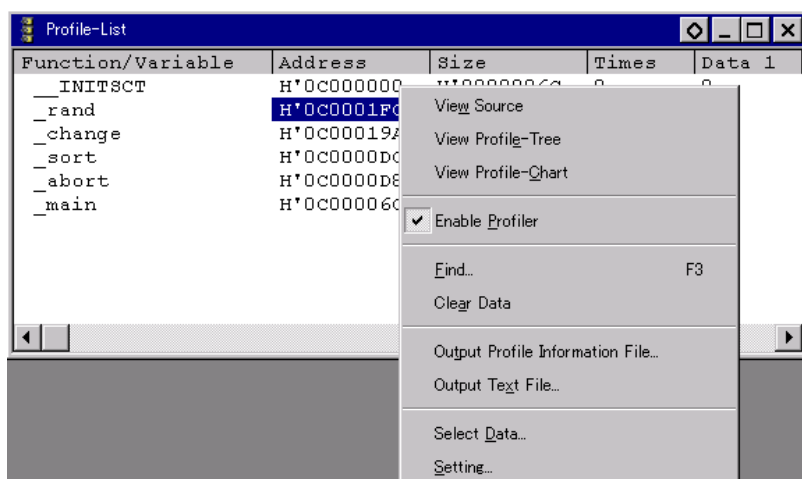 Profile-List
Function/Variable Address Size Times Data 1
__INITSCT H'0C000000
_rand
_change
_sort
_abort
_main
View Source
View Profile-Tree
View Profile-Chart
Enable Profiler
Find... F3
Clear Data
Output Profile Information File...
Output Text File...
Select Data...
Setting...